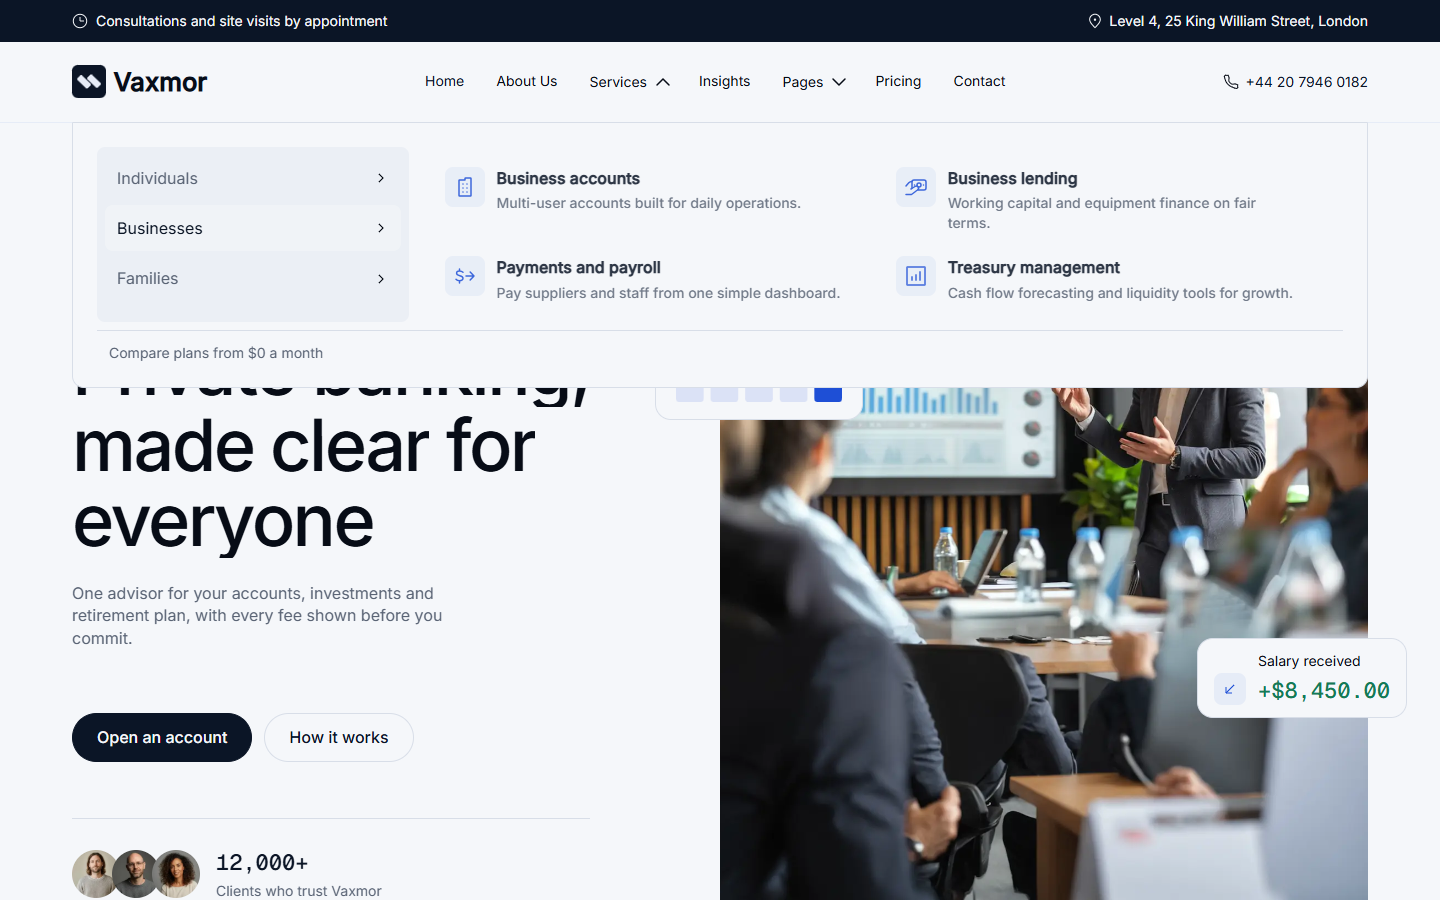 Consultations and site visits by appointment
Level 4, 25 King William Street, London
Vaxmor
Home
About Us
Services
Insights
Pages
Pricing
Contact
+44 20 7946 0182
Individuals
Businesses
Families
Business accounts
Multi-user accounts built for daily operations.
Business lending
Working capital and equipment finance on fair
terms.
Payments and payroll
Pay suppliers and staff from one simple dashboard.
Treasury management
Cash flow forecasting and liquidity tools for growth.
Compare plans from $0 a month
Private banking,
made clear for
everyone
One advisor for your accounts, investments and
retirement plan, with every fee shown before you
commit.
Open an account
How it works
Salary received
+$8,450.00
12,000+
Clients who trust Vaxmor